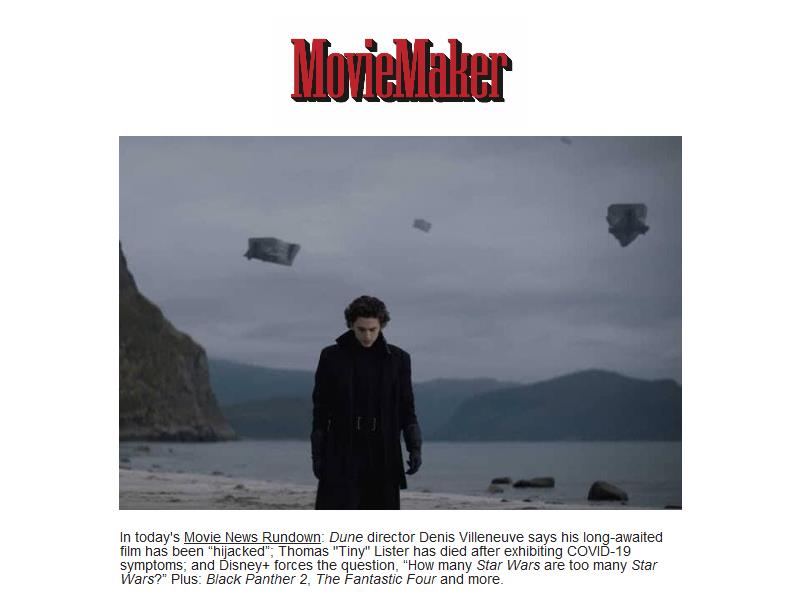 MovieMaker
In today's Movie News Rundown: Dune director Denis Villeneuve says his long-awaited
film has been “hijacked”; Thomas "Tiny" Lister has died after exhibiting COVID-19
symptoms; and Disney+ forces the question, “How many Star Wars are too many Star
Wars?” Plus: Black Panther 2, The Fantastic Four and more.